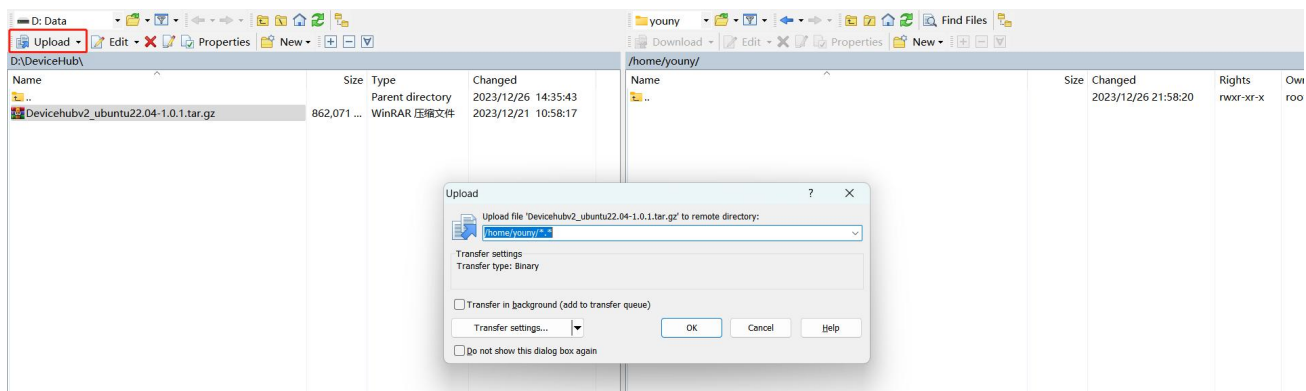 D: Data
youny
Find Files
Upload
Edit
Properties
New
Download
Edit
Properties
New
D:\DeviceHub\
/home/youny/
Name Size Type Changed
.. Parent directory 2023/12/26 14:35:43
Devicehubv2_ubuntu22.04-1.0.1.tar.gz 862,071 ... WinRAR 压缩文件 2023/12/21 10:58:17
Name Size Changed Rights
.. 2023/12/26 21:58:20 rwxr-xr-x
Upload ?
Upload file 'Devicehubv2_ubuntu22.04-1.0.1.tar.gz' to remote directory:
/home/youny/*.*
Transfer settings
Transfer type: Binary
Transfer in background (add to transfer queue)
Transfer settings...
OK
Cancel
Help
Do not show this dialog box again